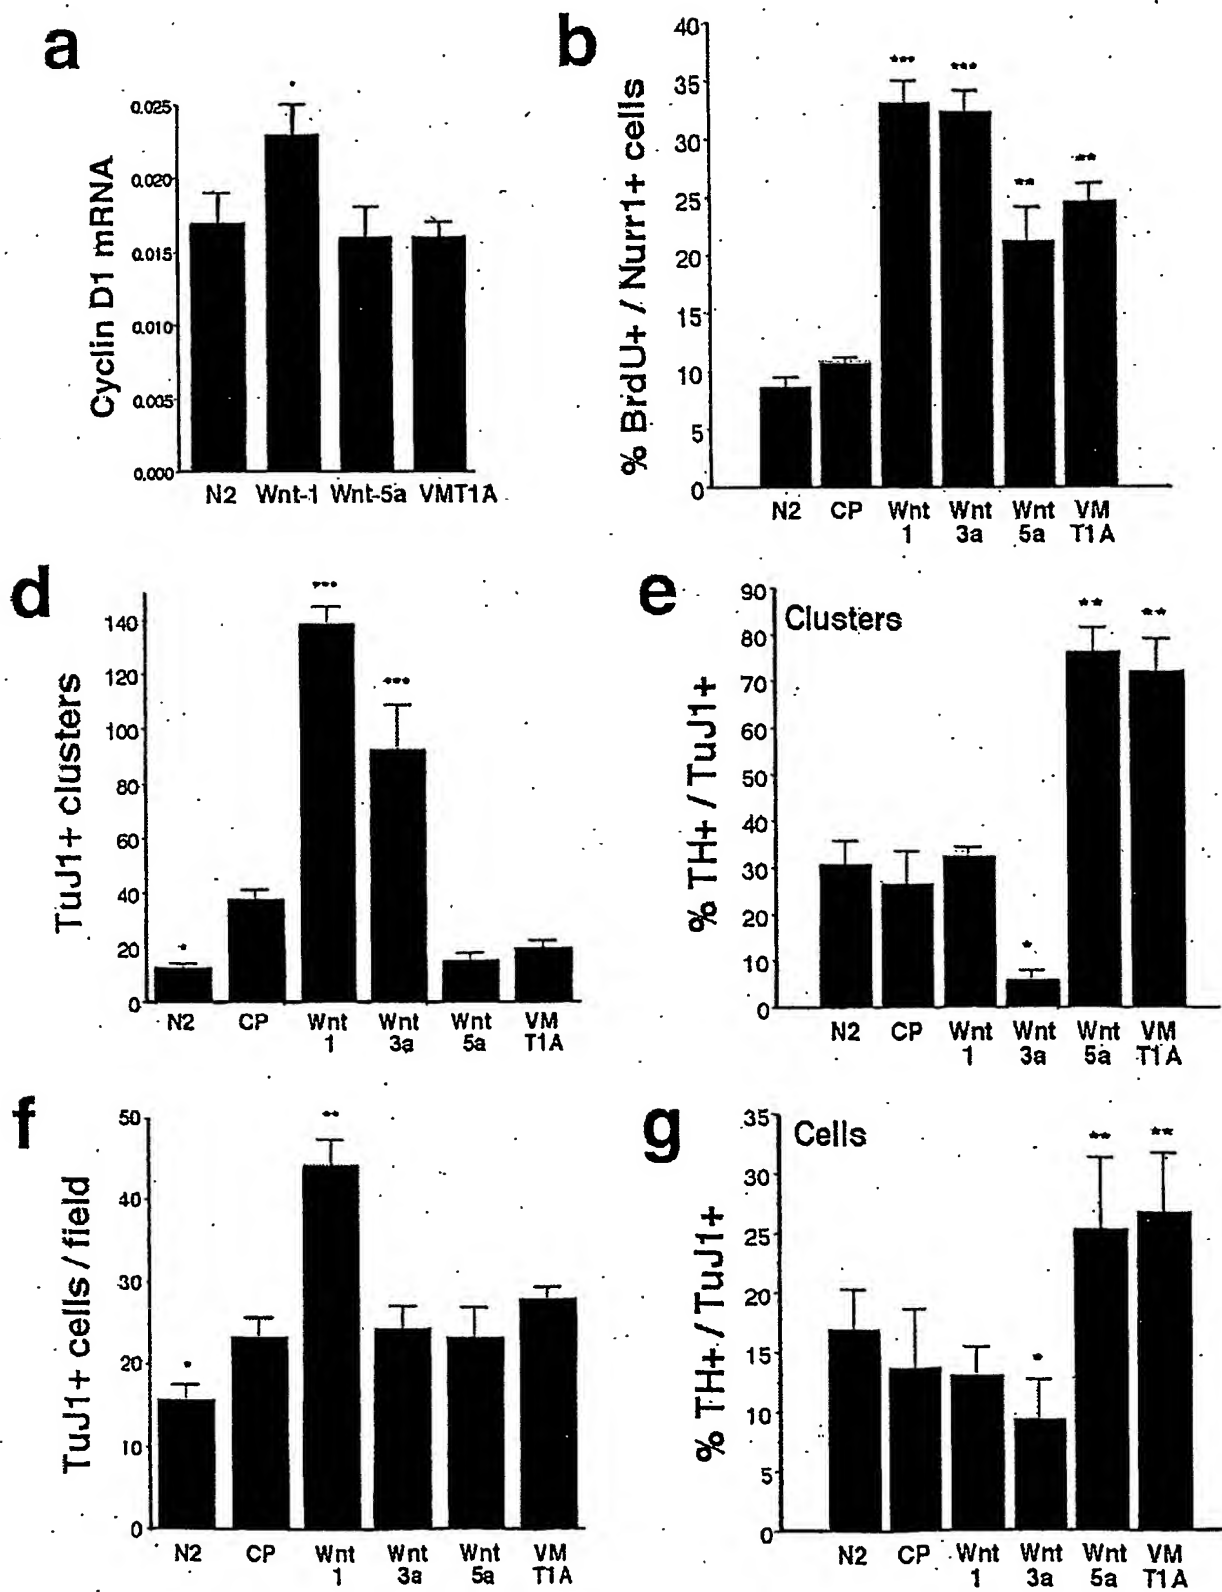 a
Cyclin D1 mRNA
0.025
0.020
0.015
0.010
0.005
0.000
*
N2 Wnt-1 Wnt-5a VMT1A
b
% BrdU+ / Nurr1+ cells
40
35
30
25
20
15
10
5
0
*** *** ** **
N2 CP Wnt Wnt Wnt VM
1 3a 5a T1A
d
TuJ1+ clusters
140
120
100
80
60
40
20
0
* *** ***
N2 CP Wnt Wnt Wnt VM
1 3a 5a T1A
e
Clusters
% TH+ / TuJ1+
90
80
70
60
50
40
30
20
10
0
* ** **
N2 CP Wnt Wnt Wnt VM
1 3a 5a T1A
f
TuJ1+ cells / field
50
40
30
20
10
0
* **
N2 CP Wnt Wnt Wnt VM
1 3a 5a T1A
g
Cells
% TH+ / TuJ1+
35
30
25
20
15
10
5
0
* ** **
N2 CP Wnt Wnt Wnt VM
1 3a 5a T1A